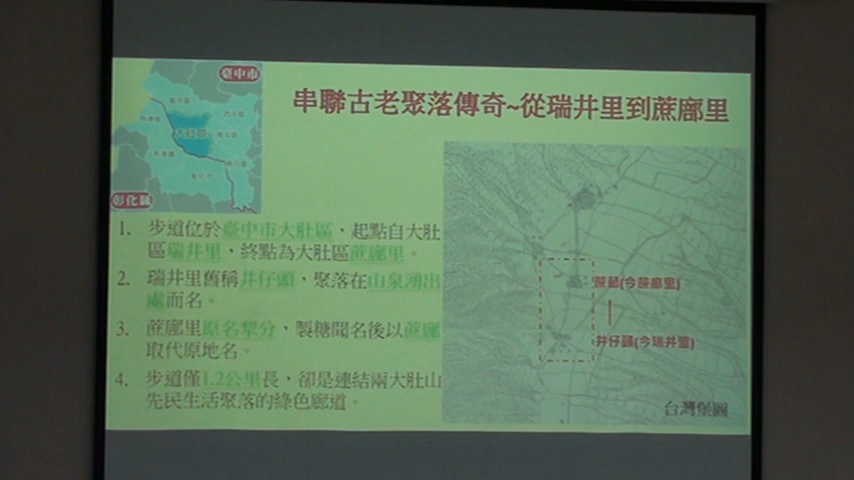 臺中市
大肚區
彰化縣
串聯古老聚落傳奇~從瑞井里到蔗廍里
1. 步道位於臺中市大肚區，起點自大肚
區瑞井里，終點為大肚區蔗廍里。
2. 瑞井里舊稱井仔頭，聚落在山泉湧出
處而名。
3. 蔗廍里原名犁分，製糖聞名後以蔗廍
取代原地名。
4. 步道僅1.2公里長，卻是連結兩大肚山
先民生活聚落的綠色廊道。
蔗廍(今蔗廍里)
井仔頭(今瑞井里)
台灣堡圖